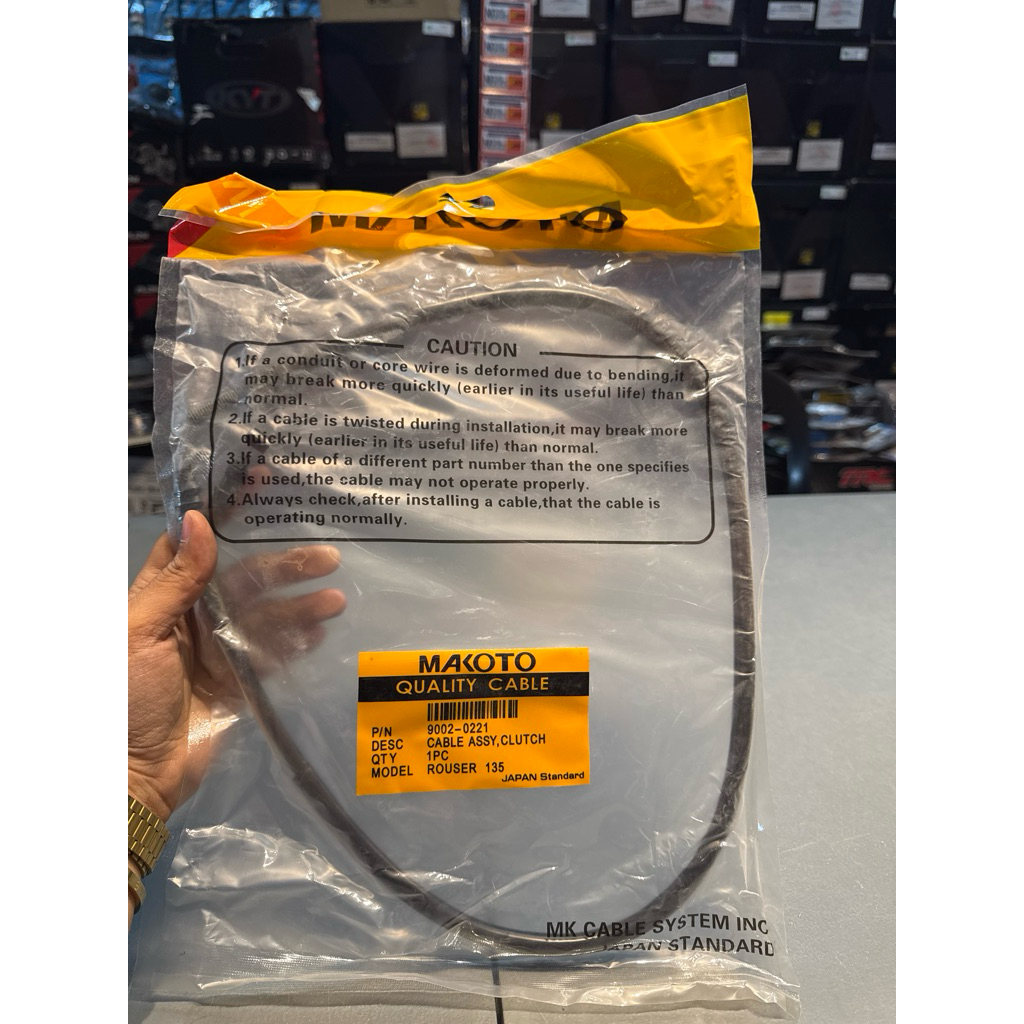 KYT
MAKOTO
CAUTION
1.If a conduit or core wire is deformed due to bending,it
may break more quickly (earlier in its useful life) than
normal.
2.If a cable is twisted during installation,it may break more
quickly (earlier in its useful life) than normal.
3.If a cable of a different part number than the one specifies
is used,the cable may not operate properly.
4.Always check,after installing a cable,that the cable is
operating normally.
MAKOTO
QUALITY CABLE
P/N 9002-0221
DESC CABLE ASSY,CLUTCH
QTY 1PC
MODEL ROUSER 135
JAPAN Standard
MK CABLE SYSTEM INC
JAPAN STANDARD